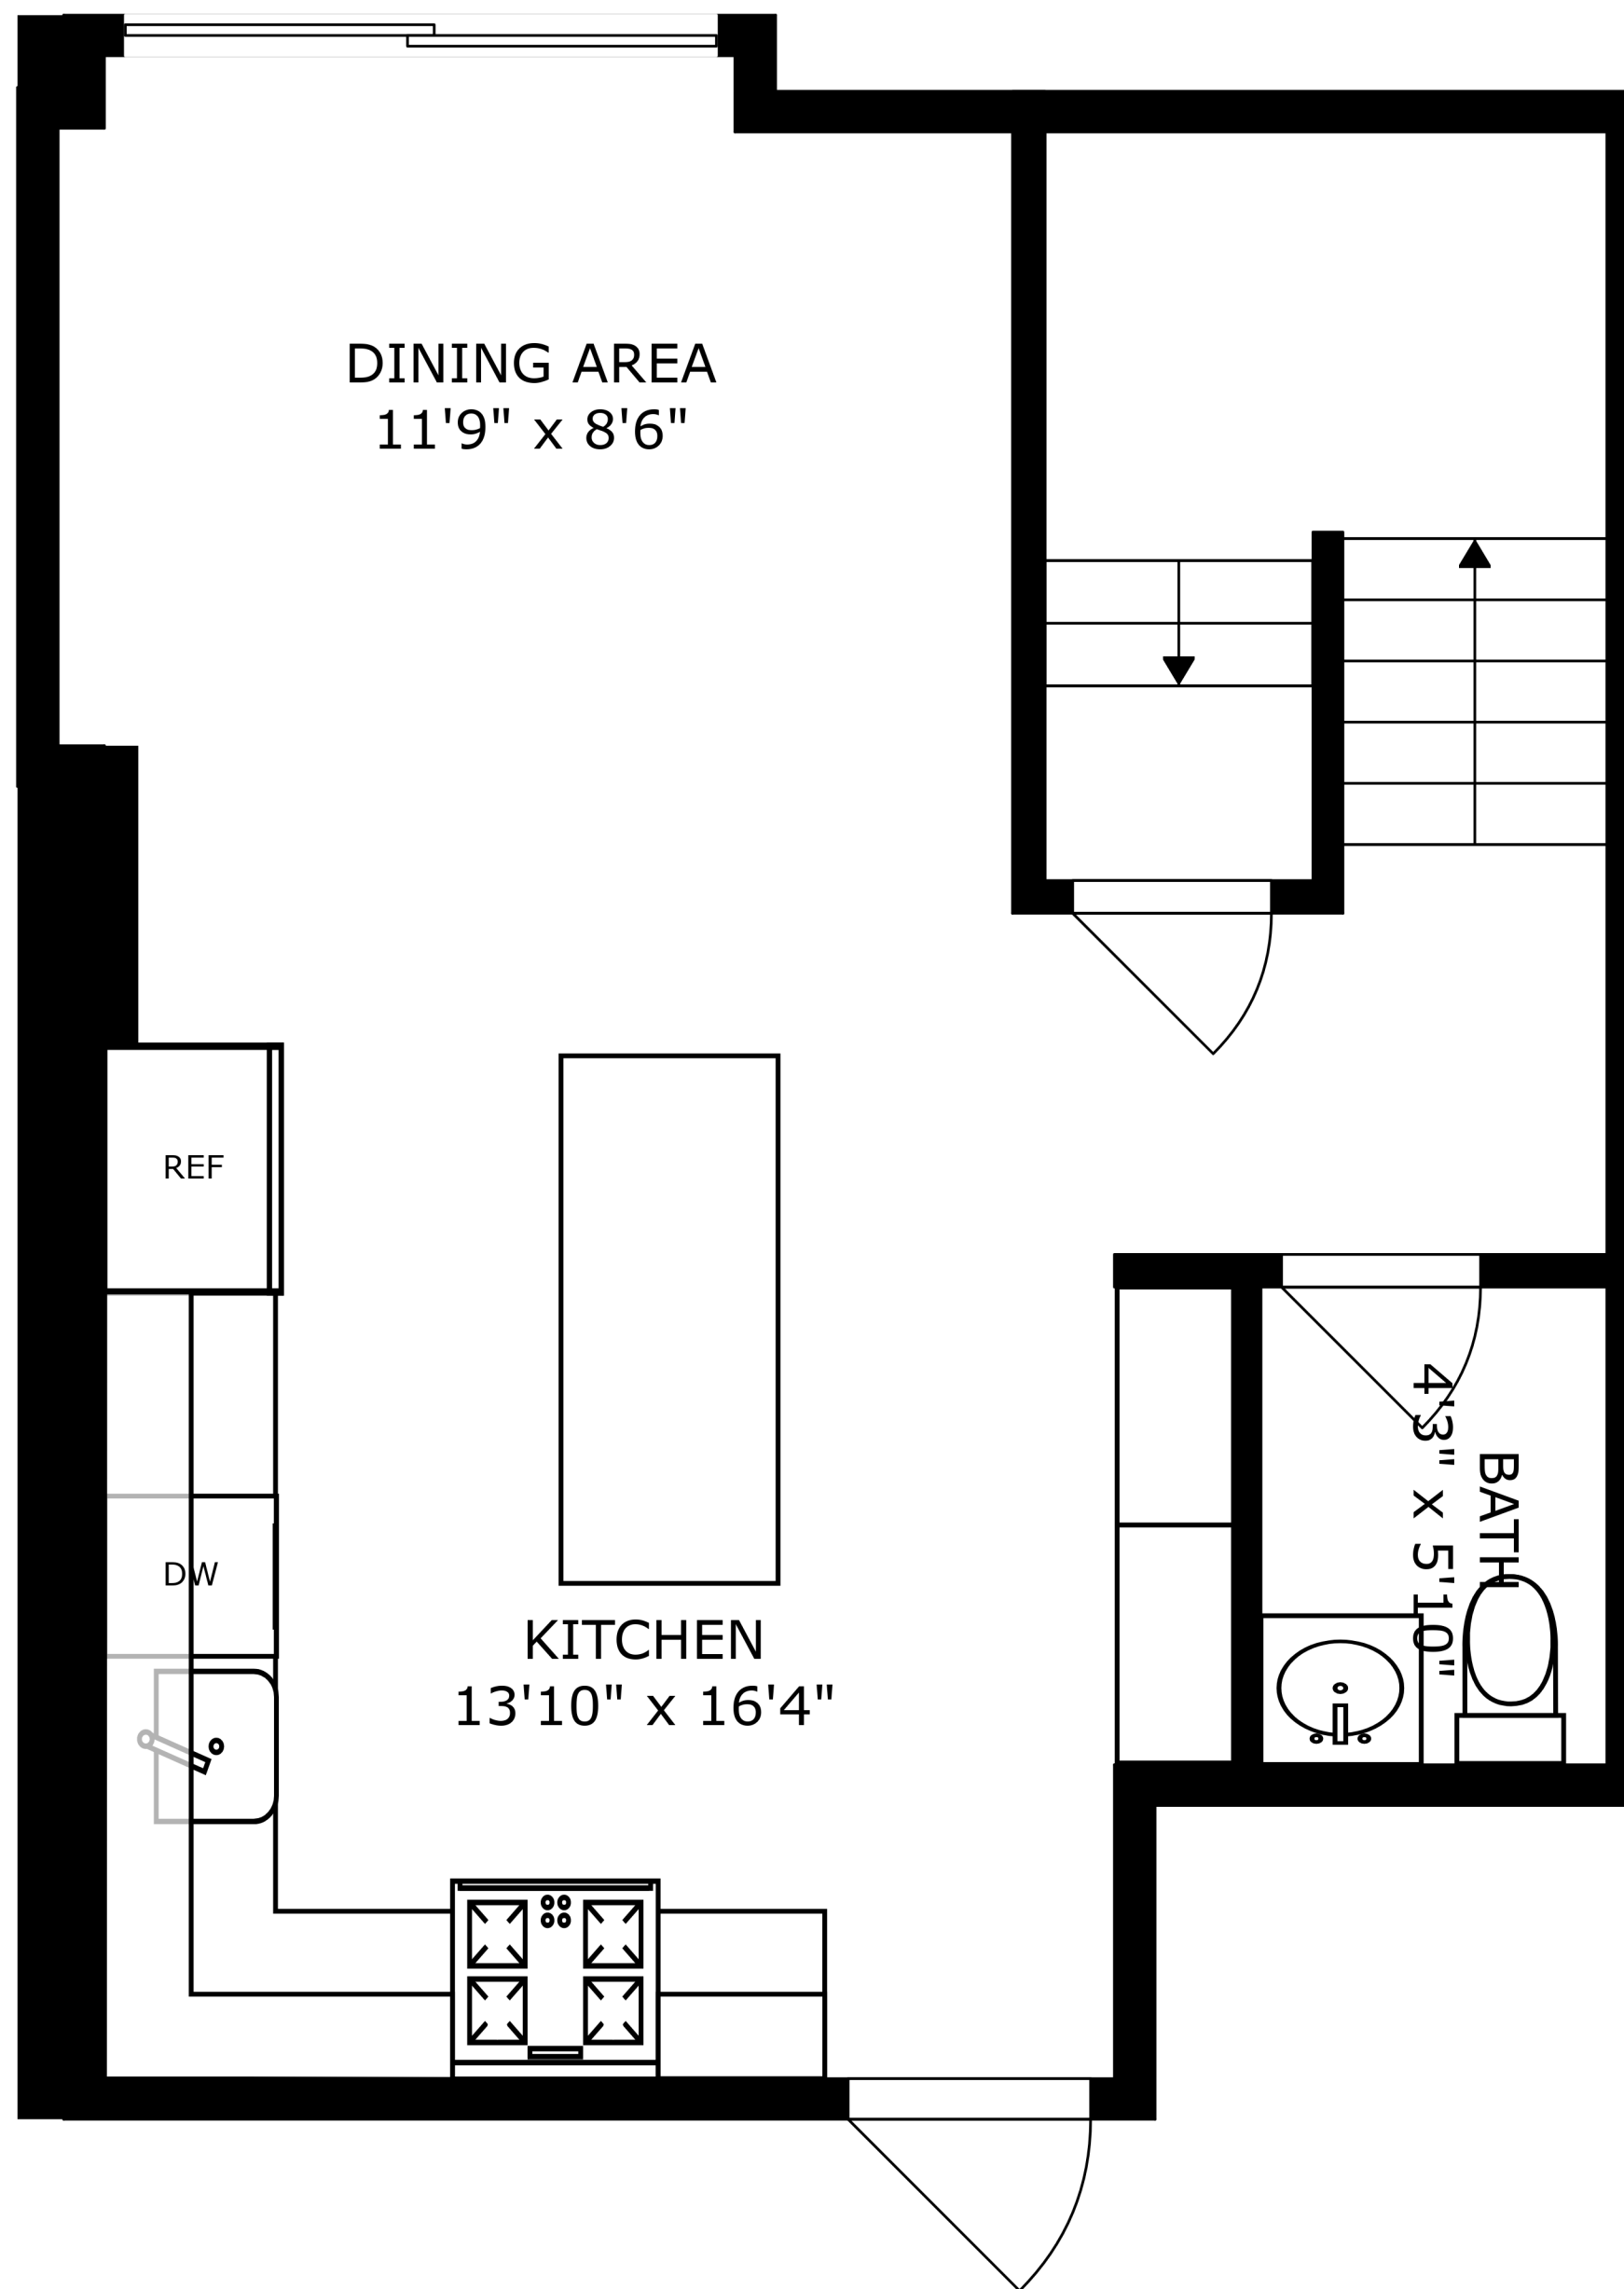 DINING AREA
11'9" x 8'6"
REF
BATH
4'3" x 5'10"
DW
KITCHEN
13'10" x 16'4"